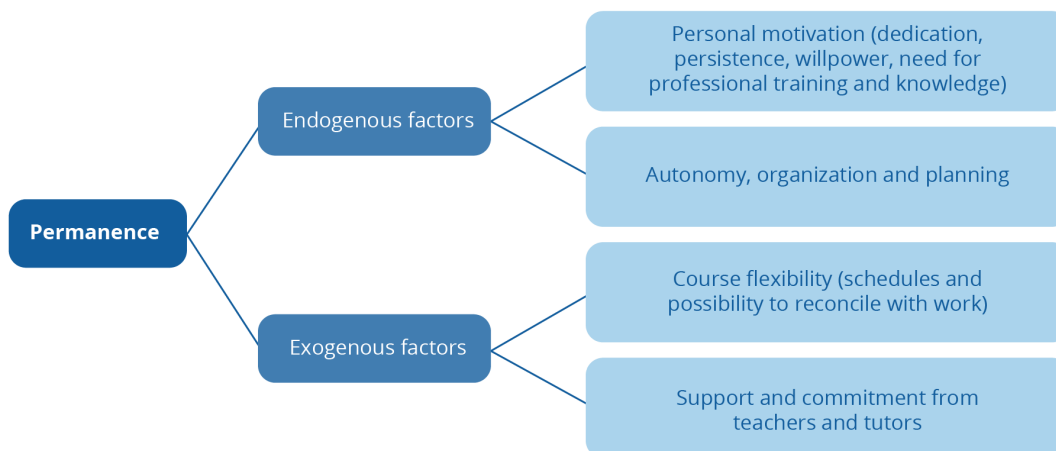 Personal motivation (dedication,
persistence, willpower, need for
professional training and knowledge)
Endogenous factors
Autonomy, organization and planning
Permanence
Course flexibility (schedules and
possibility to reconcile with work)
Exogenous factors
Support and commitment from
teachers and tutors